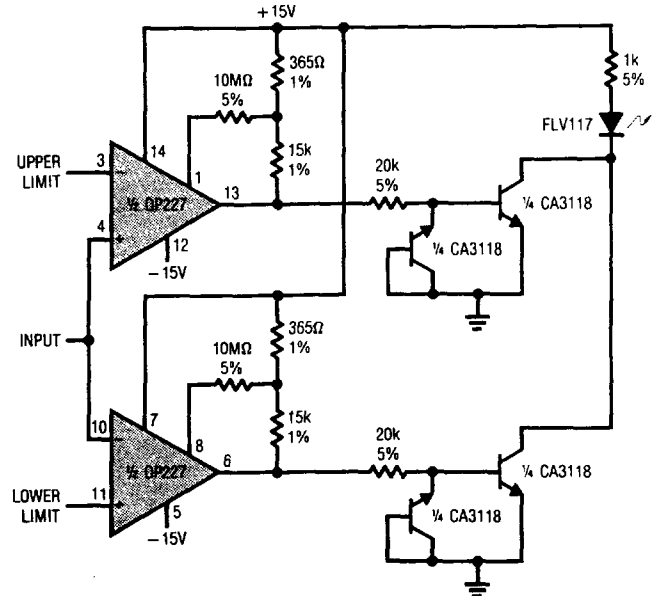 +15V
365Ω
1%
10MΩ
5%
1k
5%
FLV117
UPPER
LIMIT
3
−
14
1
15k
1%
½ OP227
13
20k
5%
¼ CA3118
4
+
12
−15V
¼ CA3118
INPUT
365Ω
1%
10MΩ
5%
7
10
−
8
15k
1%
½ OP227
6
20k
5%
¼ CA3118
LOWER
LIMIT
11
+
5
−15V
¼ CA3118